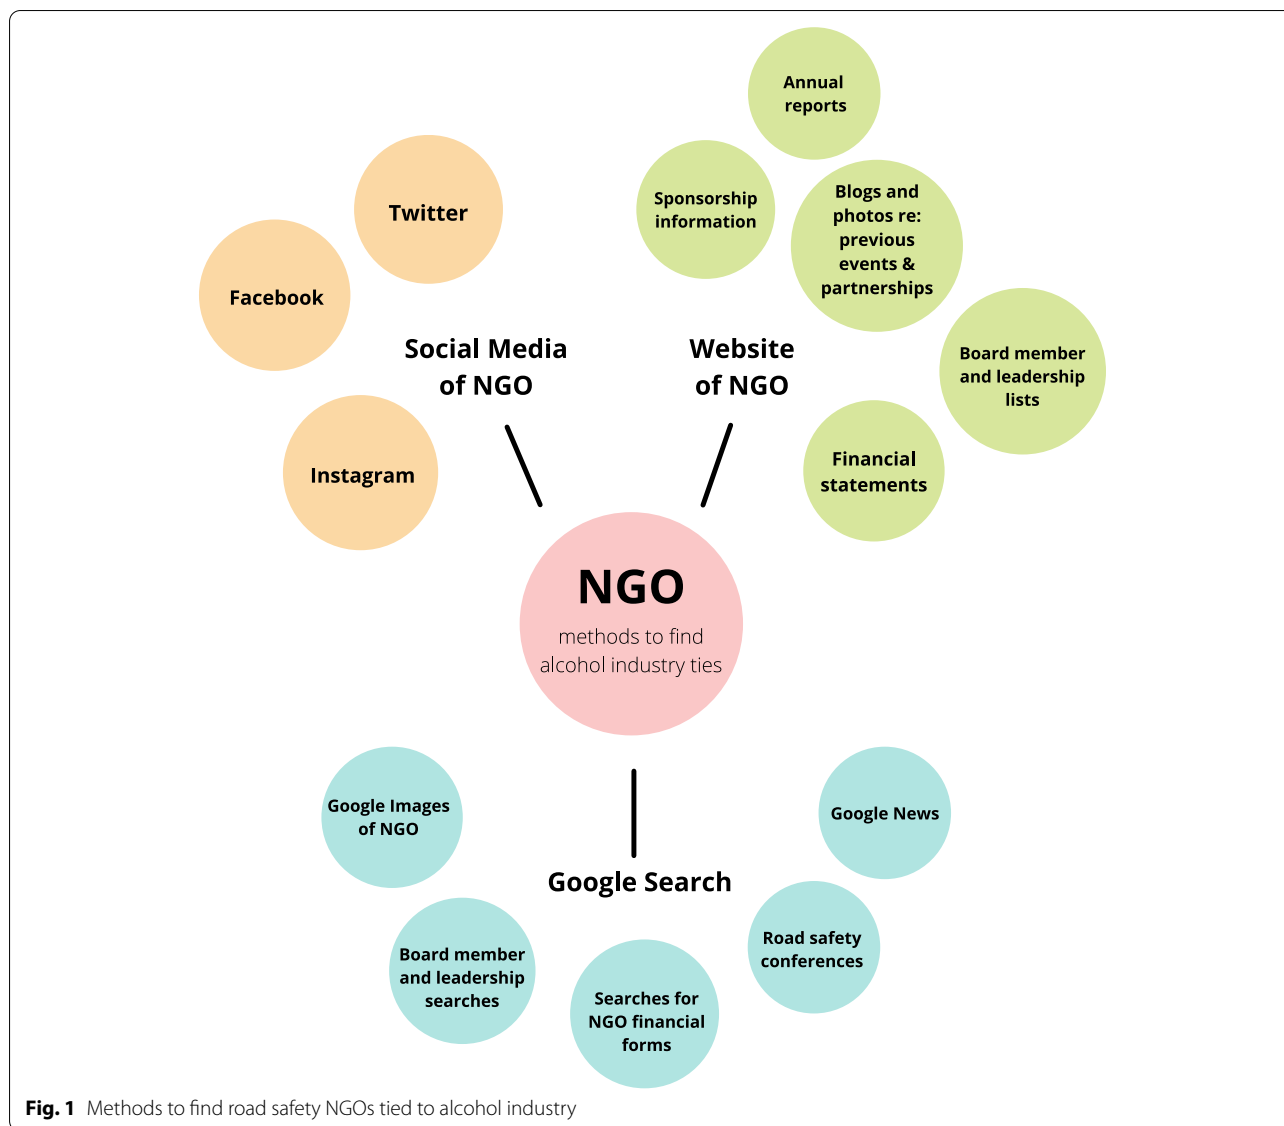 Annual
reports
Sponsorship
information
Blogs and
photos re:
previous
events &
partnerships
Board member
and leadership
lists
Financial
statements
Website
of NGO
Twitter
Facebook
Instagram
Social Media
of NGO
NGO
methods to find
alcohol industry ties
Google Search
Google Images
of NGO
Board member
and leadership
searches
Searches for
NGO financial
forms
Road safety
conferences
Google News
Fig. 1 Methods to find road safety NGOs tied to alcohol industry